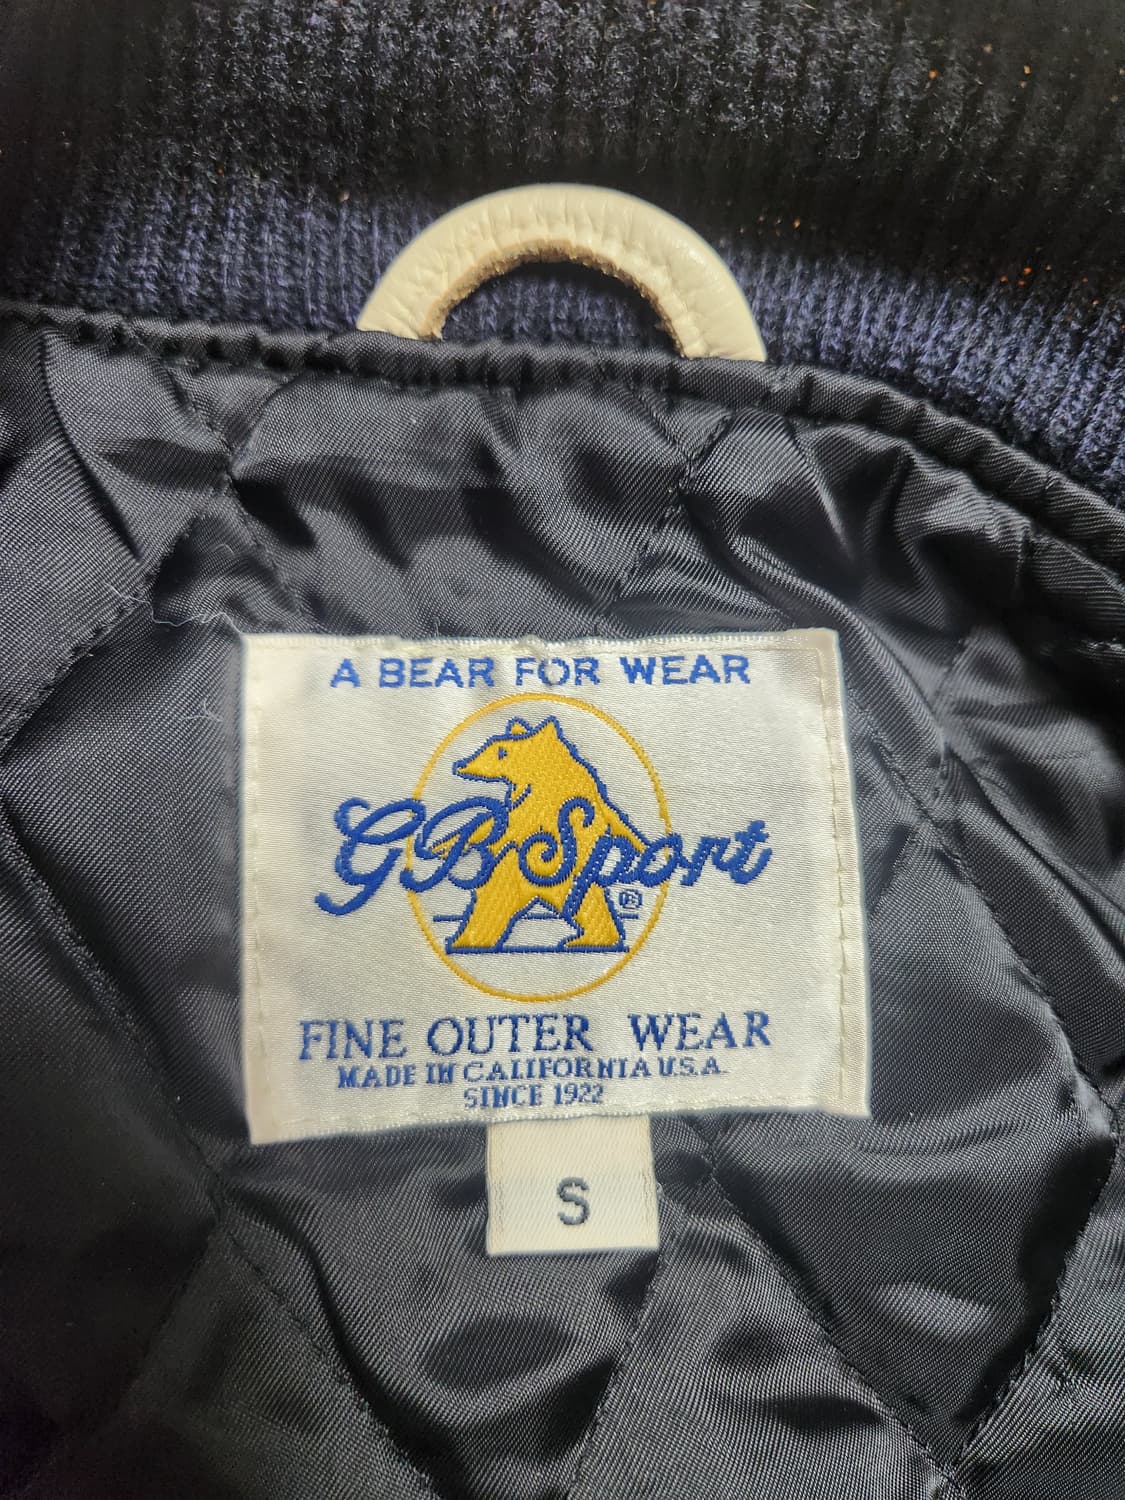 A BEAR FOR WEAR
GB Sport
®
FINE OUTER WEAR
MADE IN CALIFORNIA U.S.A.
SINCE 1922
S